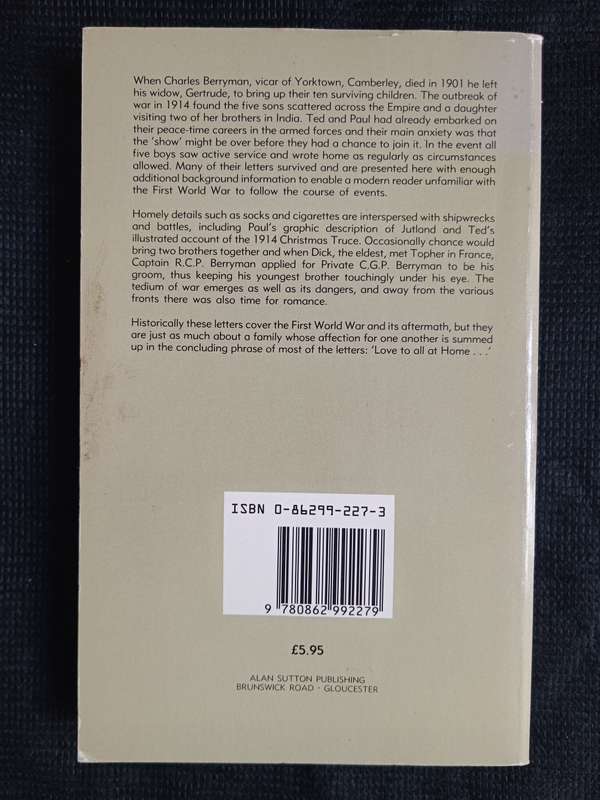 When Charles Berryman, vicar of Yorktown, Camberley, died in 1901 he left
his widow, Gertrude, to bring up their ten surviving children. The outbreak of
war in 1914 found the five sons scattered across the Empire and a daughter
visiting two of her brothers in India. Ted and Paul had already embarked on
their peace-time careers in the armed forces and their main anxiety was that
the 'show' might be over before they had a chance to join it. In the event all
five boys saw active service and wrote home as regularly as circumstances
allowed. Many of their letters survived and are presented here with enough
additional background information to enable a modern reader unfamiliar with
the First World War to follow the course of events.
Homely details such as socks and cigarettes are interspersed with shipwrecks
and battles, including Paul's graphic description of Jutland and Ted's
illustrated account of the 1914 Christmas Truce. Occasionally chance would
bring two brothers together and when Dick, the eldest, met Topher in France,
Captain R.C.P. Berryman applied for Private C.G.P. Berryman to be his
groom, thus keeping his youngest brother touchingly under his eye. The
tedium of war emerges as well as its dangers, and away from the various
fronts there was also time for romance.
Historically these letters cover the First World War and its aftermath, but they
are just as much about a family whose affection for one another is summed
up in the concluding phrase of most of the letters: 'Love to all at Home . . .'
ISBN 0-86299-227-3
9 780862 992279
£5.95
ALAN SUTTON PUBLISHING
BRUNSWICK ROAD · GLOUCESTER